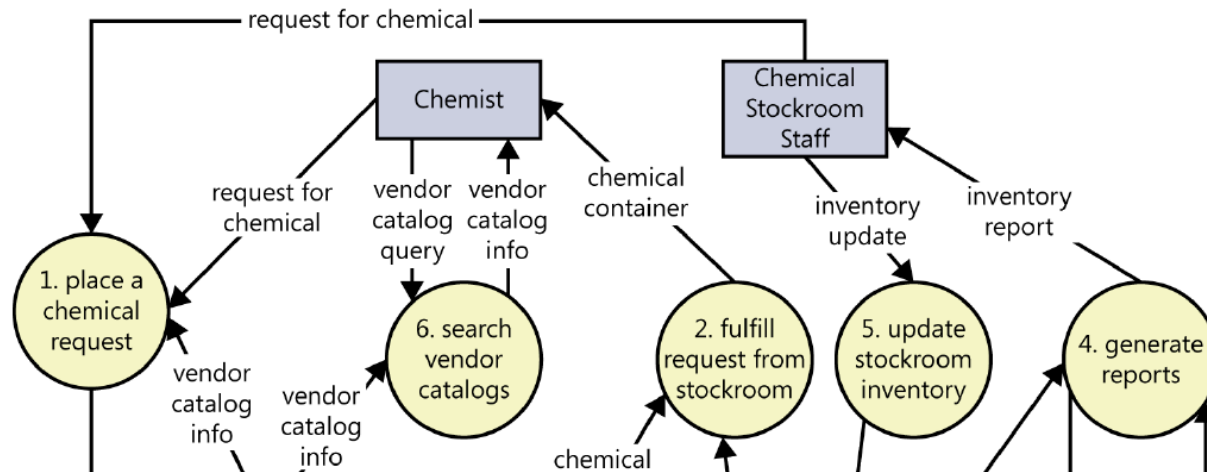 request for chemical
Chemist
Chemical
Stockroom
Staff
request for
chemical
vendor
catalog
query
vendor
catalog
info
chemical
container
inventory
update
inventory
report
1. place a
chemical
request
6. search
vendor
catalogs
2. fulfill
request from
stockroom
5. update
stockroom
inventory
4. generate
reports
vendor
catalog
info
vendor
catalog
info
chemical